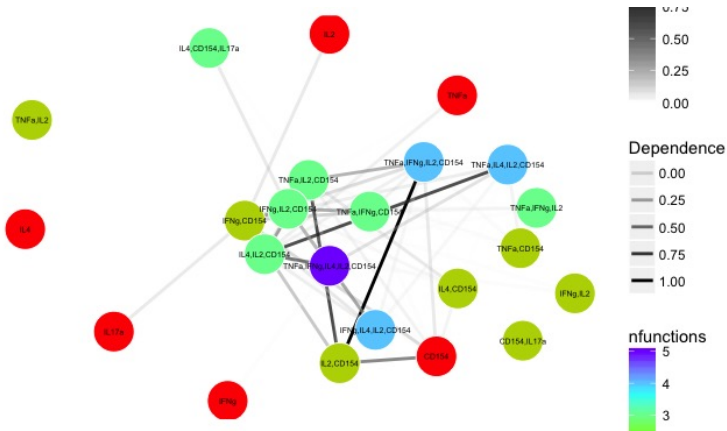 0.75
0.50
0.25
0.00
IL4,CD154,IL17a
IL2
TNFa
TNFa,IL2
TNFa,IFNg,IL2,CD154
TNFa,IL4,IL2,CD154
Dependence
0.00
0.25
0.50
0.75
1.00
TNFa,IL2,CD154
IFNg,IL2,CD154
TNFa,IFNg,CD154
TNFa,IFNg,IL2
IFNg,CD154
IL4
IL4,IL2,CD154
TNFa,CD154
TNFa,IFNg,IL4,IL2,CD154
IL4,CD154
IFNg,IL2
IL17a
IFNg,IL4,IL2,CD154
CD154,IL17a
nfunctions
5
4
3
IL2,CD154
CD154
IFNg